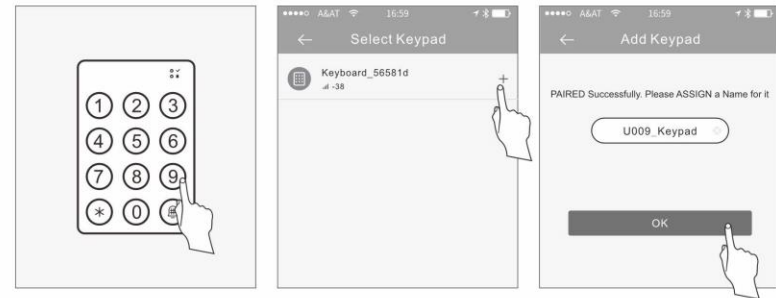 1 2 3
4 5 6
7 8 9
* 0
A&AT 16:59
← Select Keypad
Keyboard_56581d
-38
+
A&AT 16:59
← Add Keypad
PAIRED Successfully. Please ASSIGN a Name for it
U009_Keypad
OK